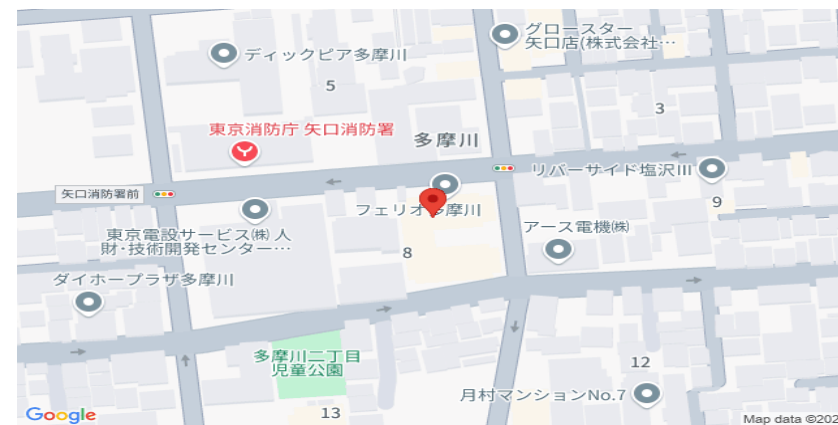 グロースター
矢口店(株式会社…
ディックピア多摩川
5
3
東京消防庁 矢口消防署
多摩川
リバーサイド塩沢III
矢口消防署前
フェリオ多摩川
9
東京電設サービス㈱ 人
財・技術開発センター…
アース電機㈱
8
ダイホープラザ多摩川
多摩川二丁目
児童公園
12
月村マンションNo.7
13
Google
Map data ©202